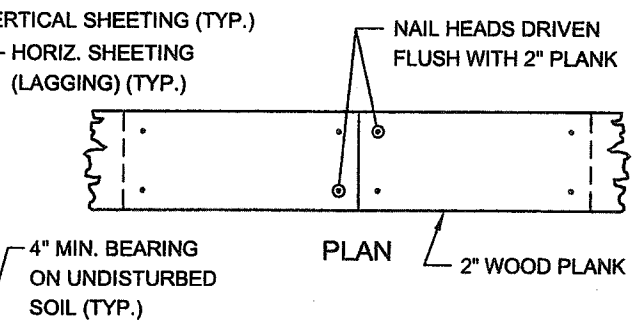 ERTICAL SHEETING (TYP.)
HORIZ. SHEETING
(LAGGING) (TYP.)
NAIL HEADS DRIVEN
FLUSH WITH 2" PLANK
4" MIN. BEARING
ON UNDISTURBED
SOIL (TYP.)
PLAN
2" WOOD PLANK